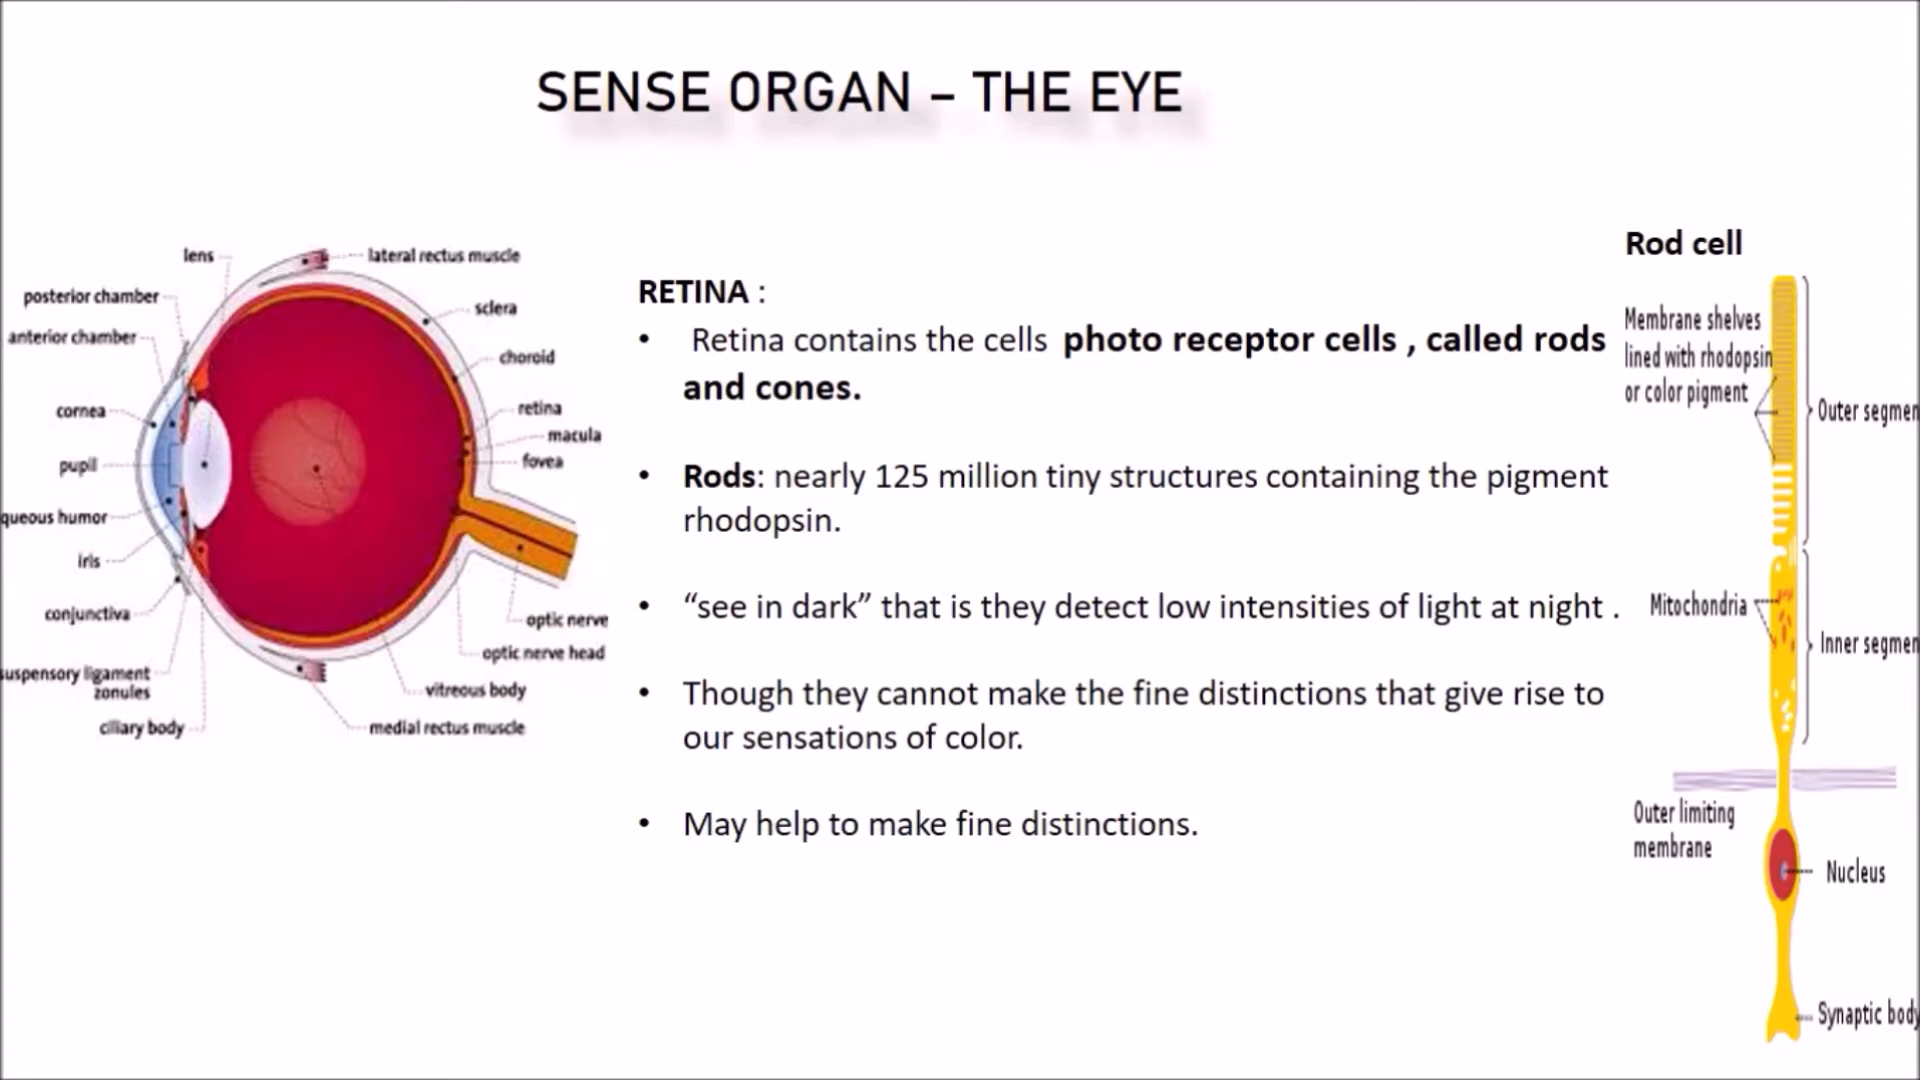 SENSE ORGAN – THE EYE
lens
lateral rectus muscle
posterior chamber
sclera
anterior chamber
choroid
cornea
retina
macula
pupil
fovea
queous humor
iris
conjunctiva
optic nerve
optic nerve head
suspensory ligament
zonules
vitreous body
ciliary body
medial rectus muscle
RETINA :
• Retina contains the cells photo receptor cells , called rods
and cones.
• Rods: nearly 125 million tiny structures containing the pigment
rhodopsin.
• “see in dark” that is they detect low intensities of light at night .
• Though they cannot make the fine distinctions that give rise to
our sensations of color.
• May help to make fine distinctions.
Rod cell
Membrane shelves
lined with rhodopsin
or color pigment
Outer segmen
Mitochondria
Inner segmen
Outer limiting
membrane
Nucleus
Synaptic body